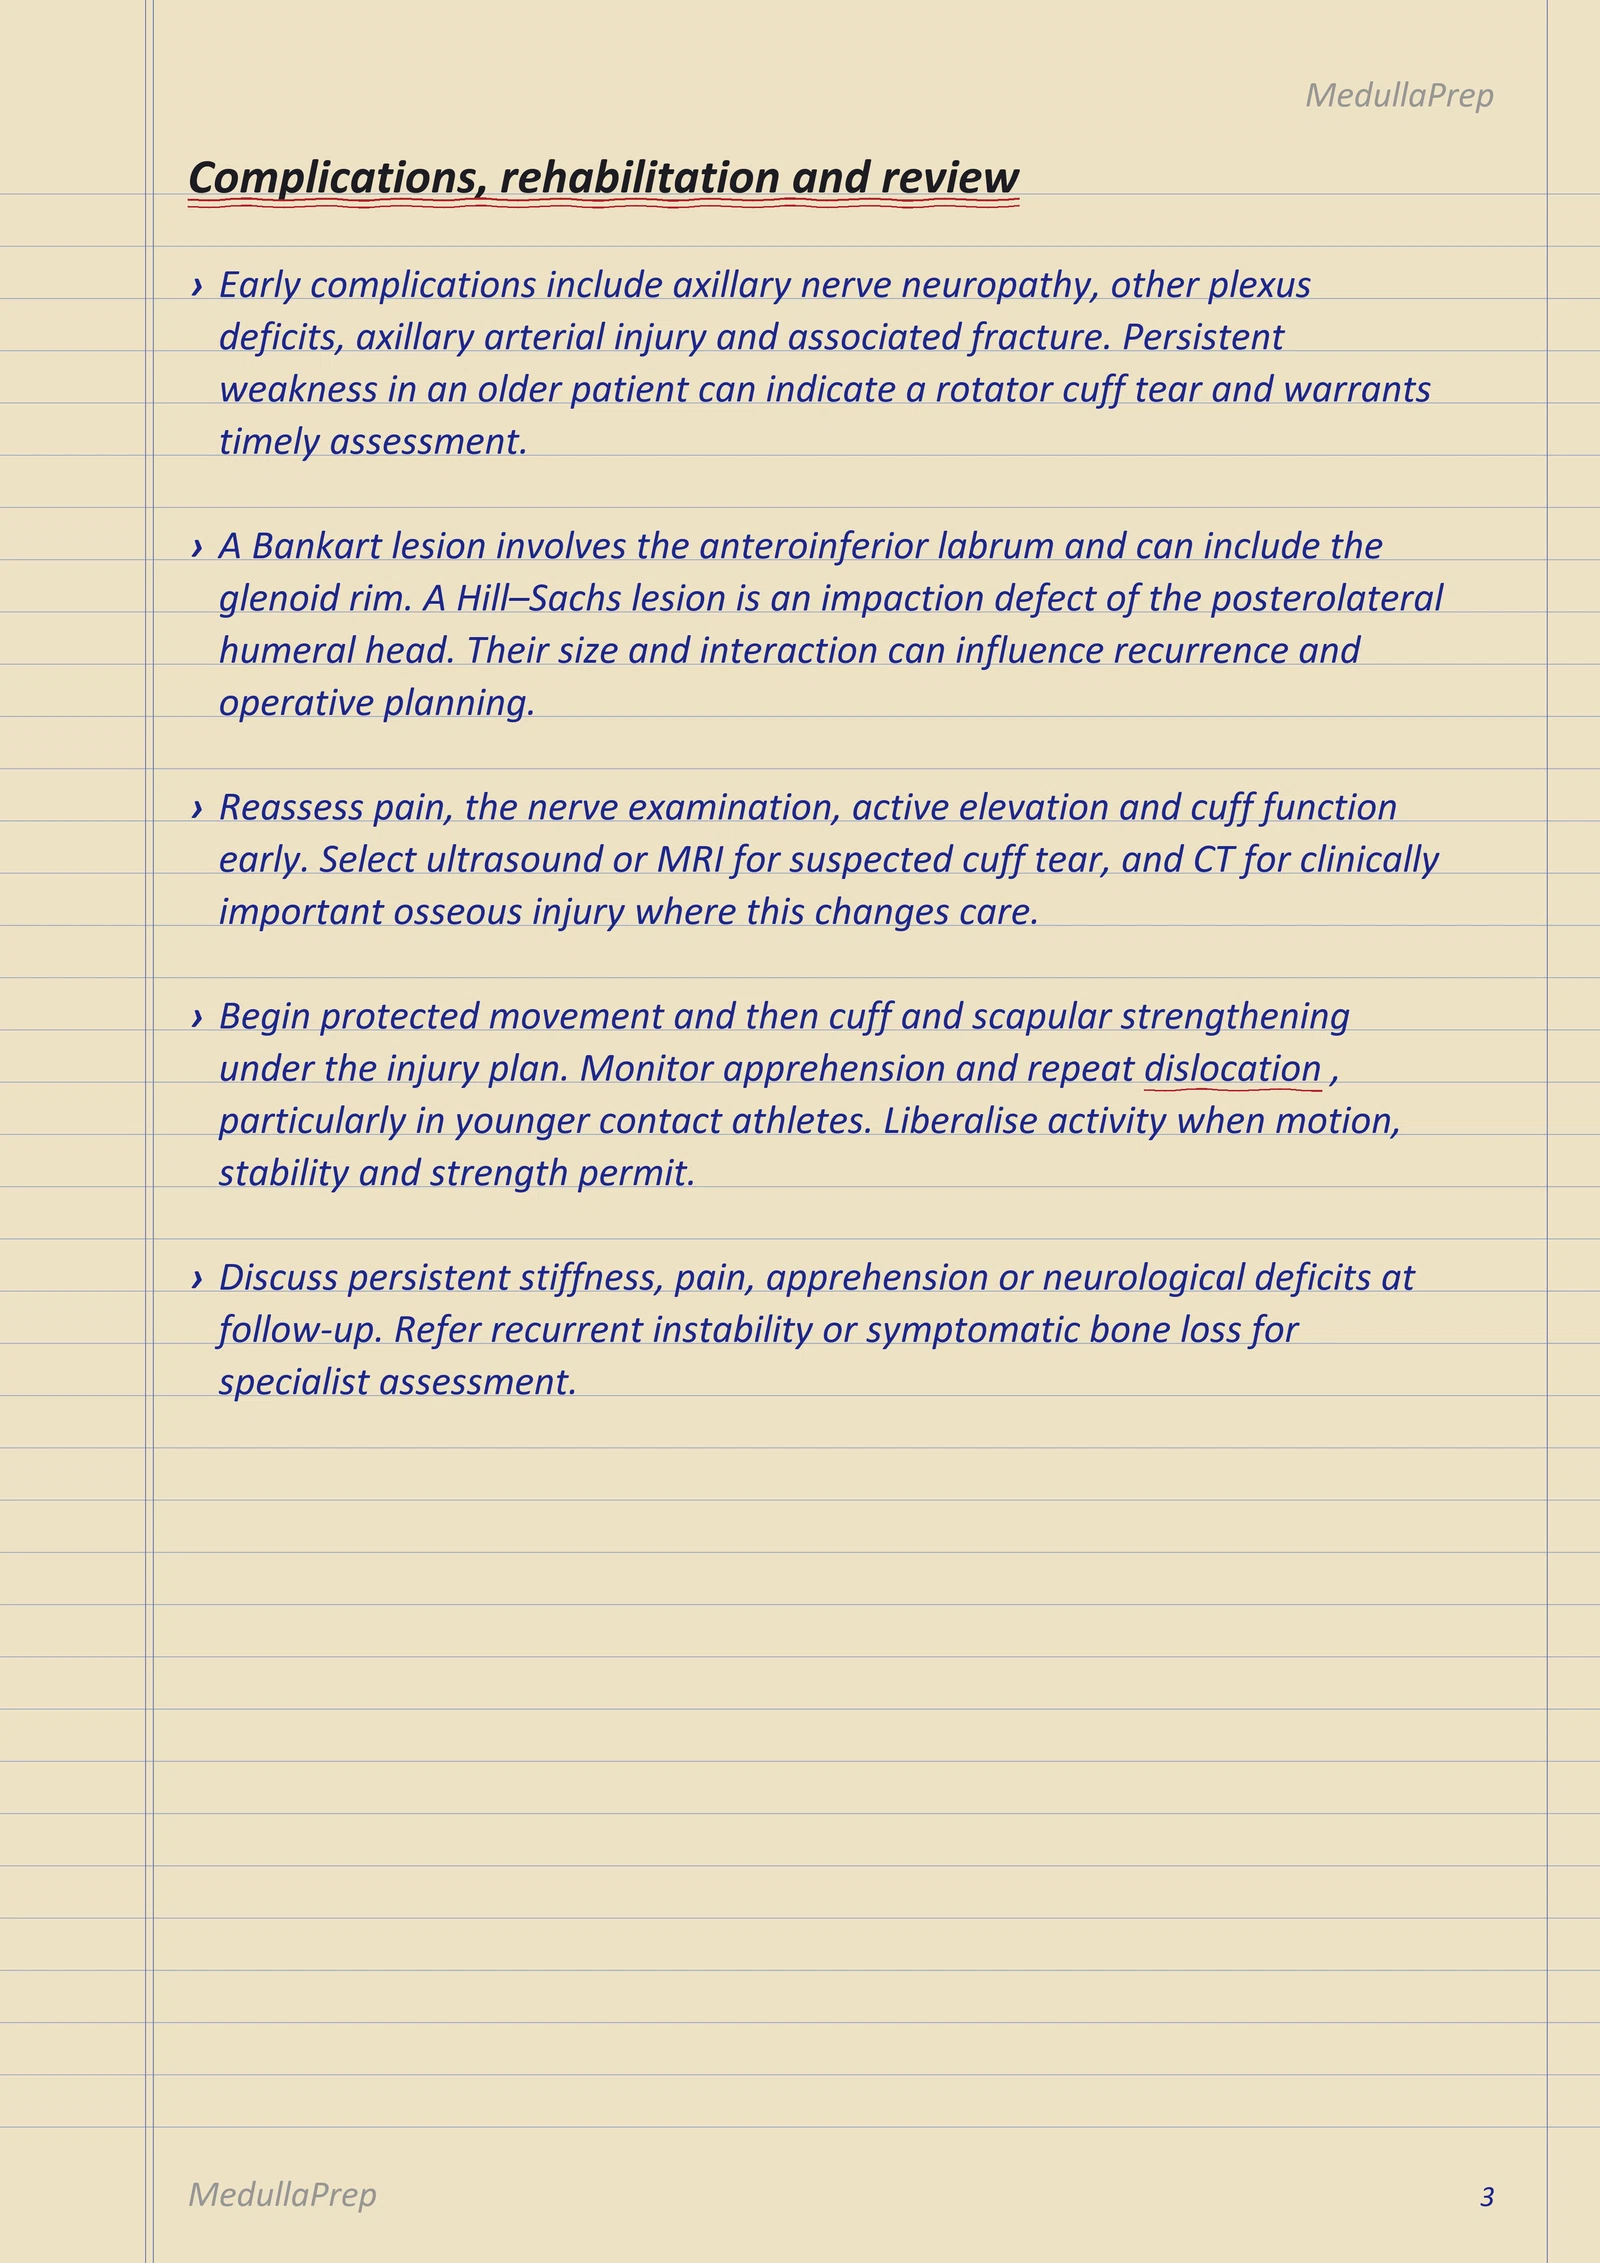 MedullaPrep
Complications, rehabilitation and review
› Early complications include axillary nerve neuropathy, other plexus
deficits, axillary arterial injury and associated fracture. Persistent
weakness in an older patient can indicate a rotator cuff tear and warrants
timely assessment.
› A Bankart lesion involves the anteroinferior labrum and can include the
glenoid rim. A Hill–Sachs lesion is an impaction defect of the posterolateral
humeral head. Their size and interaction can influence recurrence and
operative planning.
› Reassess pain, the nerve examination, active elevation and cuff function
early. Select ultrasound or MRI for suspected cuff tear, and CT for clinically
important osseous injury where this changes care.
› Begin protected movement and then cuff and scapular strengthening
under the injury plan. Monitor apprehension and repeat dislocation ,
particularly in younger contact athletes. Liberalise activity when motion,
stability and strength permit.
› Discuss persistent stiffness, pain, apprehension or neurological deficits at
follow-up. Refer recurrent instability or symptomatic bone loss for
specialist assessment.
MedullaPrep
3